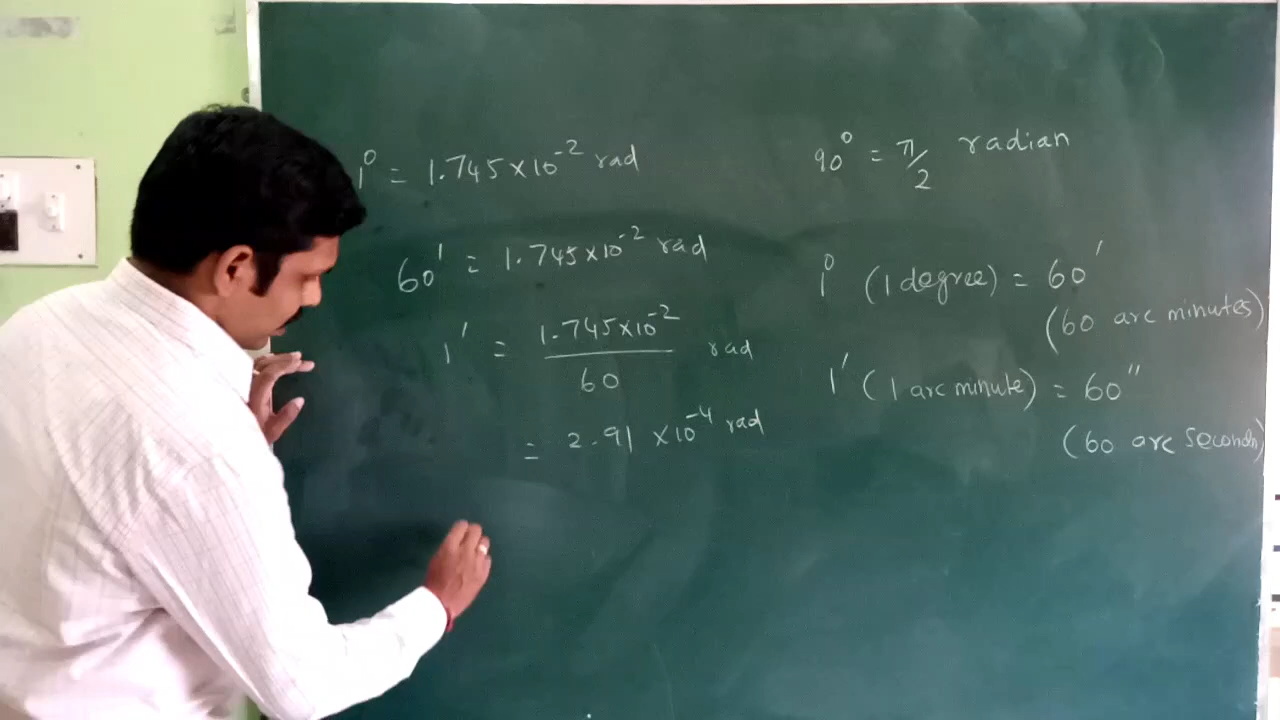 1° = 1.745×10⁻² rad
60' = 1.745×10⁻² rad
1' = 1.745×10⁻² / 60 rad
= 2.91 ×10⁻⁴ rad
90° = π/2 radian
1° (1 degree) = 60'
(60 arc minutes)
1' (1 arc minute) = 60"
(60 arc seconds)